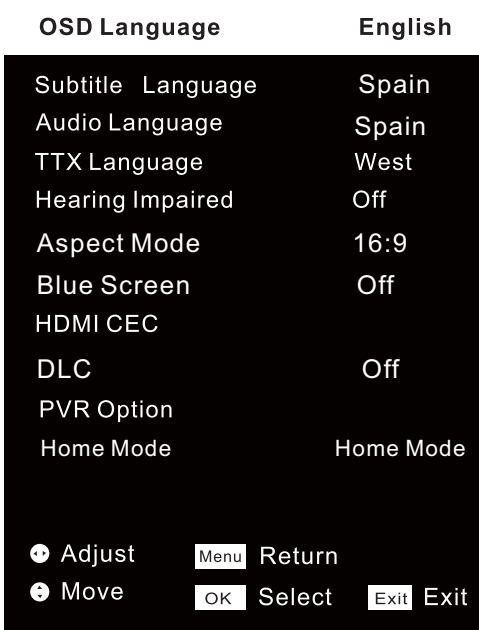 OSD Language English
Subtitle Language Spain
Audio Language Spain
TTX Language West
Hearing Impaired Off
Aspect Mode 16:9
Blue Screen Off
HDMI CEC
DLC Off
PVR Option
Home Mode Home Mode
Adjust Menu Return
Move OK Select Exit Exit